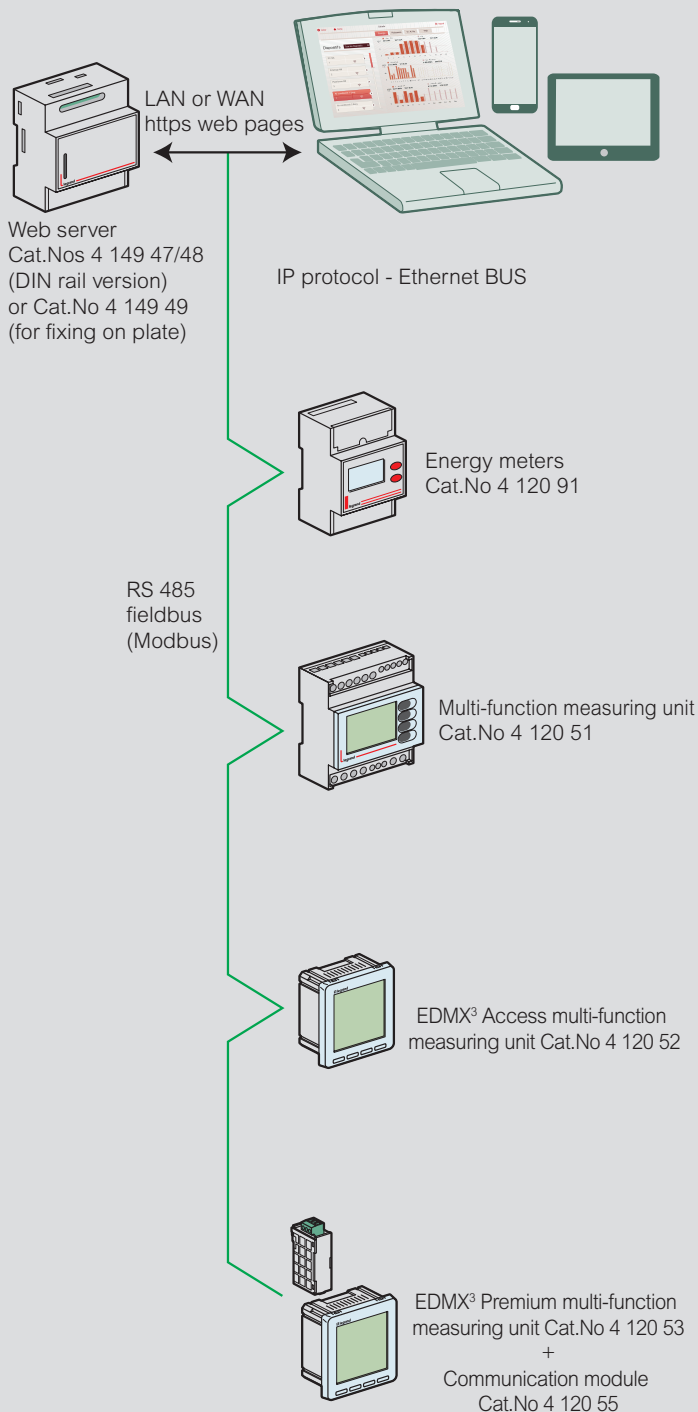 LAN or WAN
https web pages
Web server
Cat.Nos 4 149 47/48
(DIN rail version)
or Cat.No 4 149 49
(for fixing on plate)
IP protocol - Ethernet BUS
Energy meters
Cat.No 4 120 91
RS 485
fieldbus
(Modbus)
Multi-function measuring unit
Cat.No 4 120 51
EDMX³ Access multi-function
measuring unit Cat.No 4 120 52
EDMX³ Premium multi-function
measuring unit Cat.No 4 120 53
+
Communication module
Cat.No 4 120 55